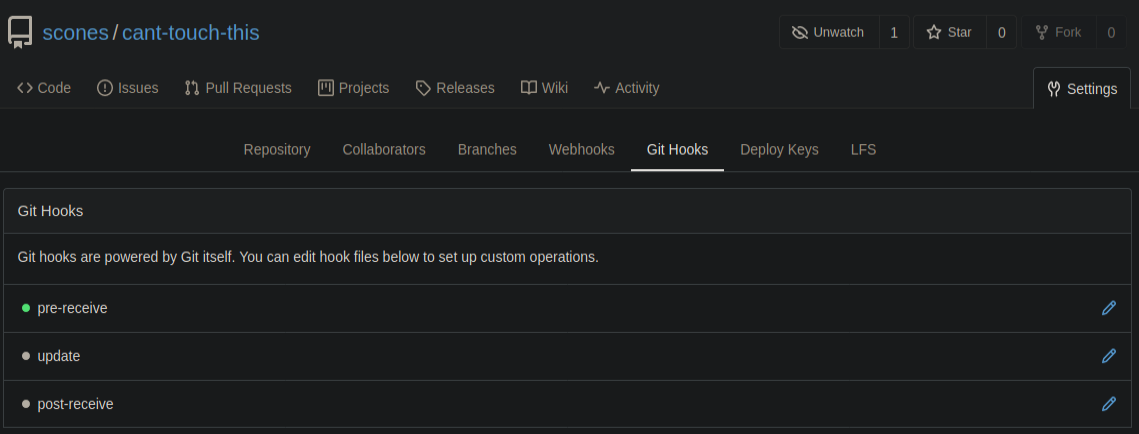 scones / cant-touch-this Unwatch 1 Star 0 Fork 0
Code Issues Pull Requests Projects Releases Wiki Activity Settings
Repository Collaborators Branches Webhooks Git Hooks Deploy Keys LFS
Git Hooks
Git hooks are powered by Git itself. You can edit hook files below to set up custom operations.
pre-receive
update
post-receive